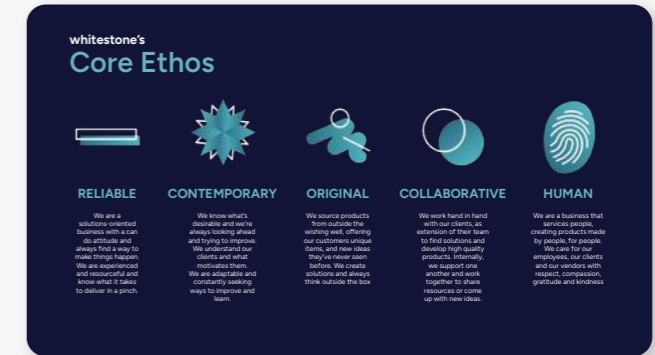 whitestone's
Core Ethos
RELIABLE
We are a
solutions-oriented
business with a can
do attitude and
always find a way to
make things happen.
We are experienced
and resourceful and
know what it takes
to deliver in a pinch.
CONTEMPORARY
We know what's
desirable and we're
always looking ahead
and trying to improve.
We understand our
clients and what
motivates them.
We are adaptable and
constantly seeking
ways to improve and
learn.
ORIGINAL
We source products
from outside the
wishing well, offering
our customers unique
items, and new ideas
they've never seen
before. We create
solutions and always
think outside the box
COLLABORATIVE
We work hand in hand
with our clients, as
extension of their team
to find solutions and
develop high quality
products. Internally,
we support one
another and work
together to share
resources or come
up with new ideas.
HUMAN
We are a business that
services people,
creating products made
by people, for people.
We care for our
employees, our clients
and our vendors with
respect, compassion,
gratitude and kindness